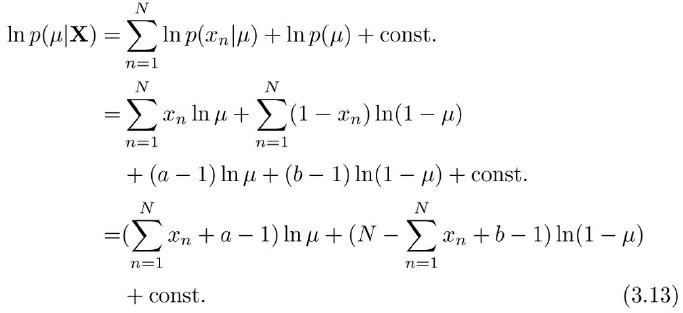 ln p(μ|X) = ∑_{n=1}^{N} ln p(x_n|μ) + ln p(μ) + const.
= ∑_{n=1}^{N} x_n ln μ + ∑_{n=1}^{N} (1 − x_n) ln(1 − μ)
+ (a − 1) ln μ + (b − 1) ln(1 − μ) + const.
=(∑_{n=1}^{N} x_n + a − 1) ln μ + (N − ∑_{n=1}^{N} x_n + b − 1) ln(1 − μ)
+ const. (3.13)